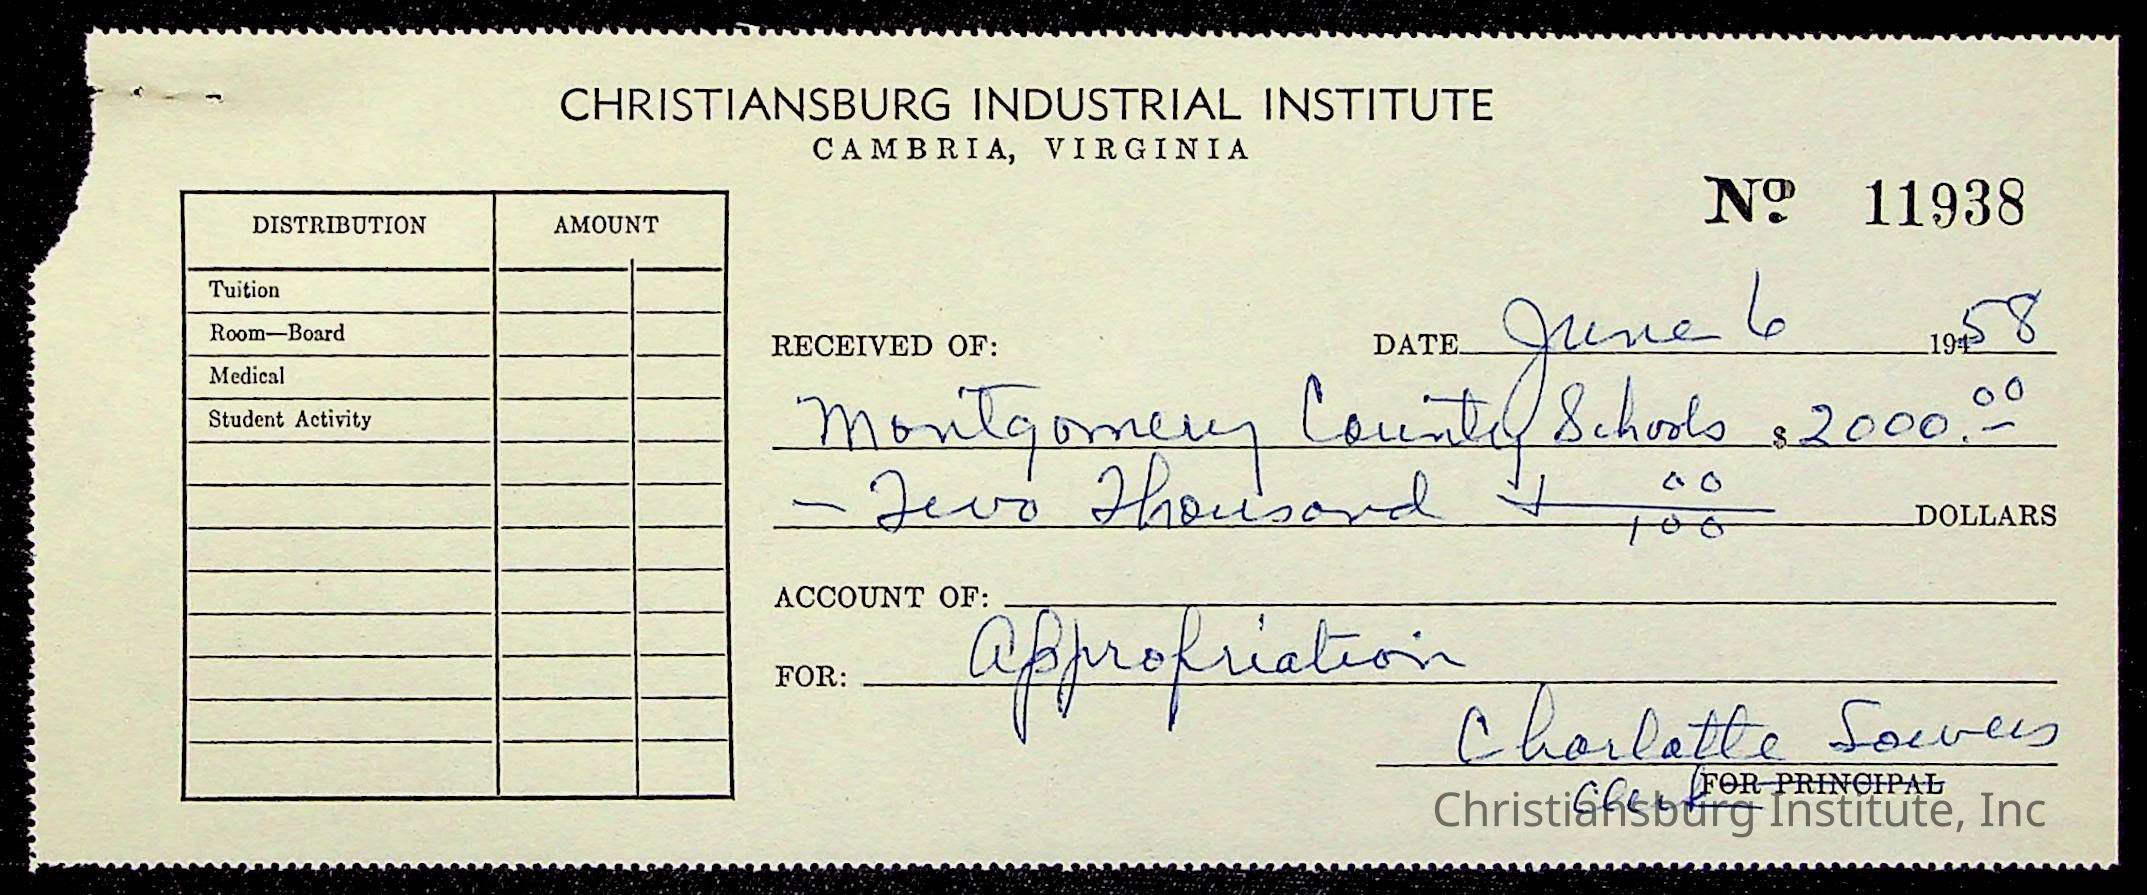 CHRISTIANSBURG INDUSTRIAL INSTITUTE
CAMBRIA, VIRGINIA
Nº 11938
DISTRIBUTION AMOUNT
Tuition
Room—Board
Medical
Student Activity
RECEIVED OF: DATE June 6 1958
Montgomery County Schools $ 2000.00
— Two Thousand + 00/100 DOLLARS
ACCOUNT OF:
FOR: Appropriation
Charlotte Sowers
Clerk FOR PRINCIPAL
Christiansburg Institute, Inc